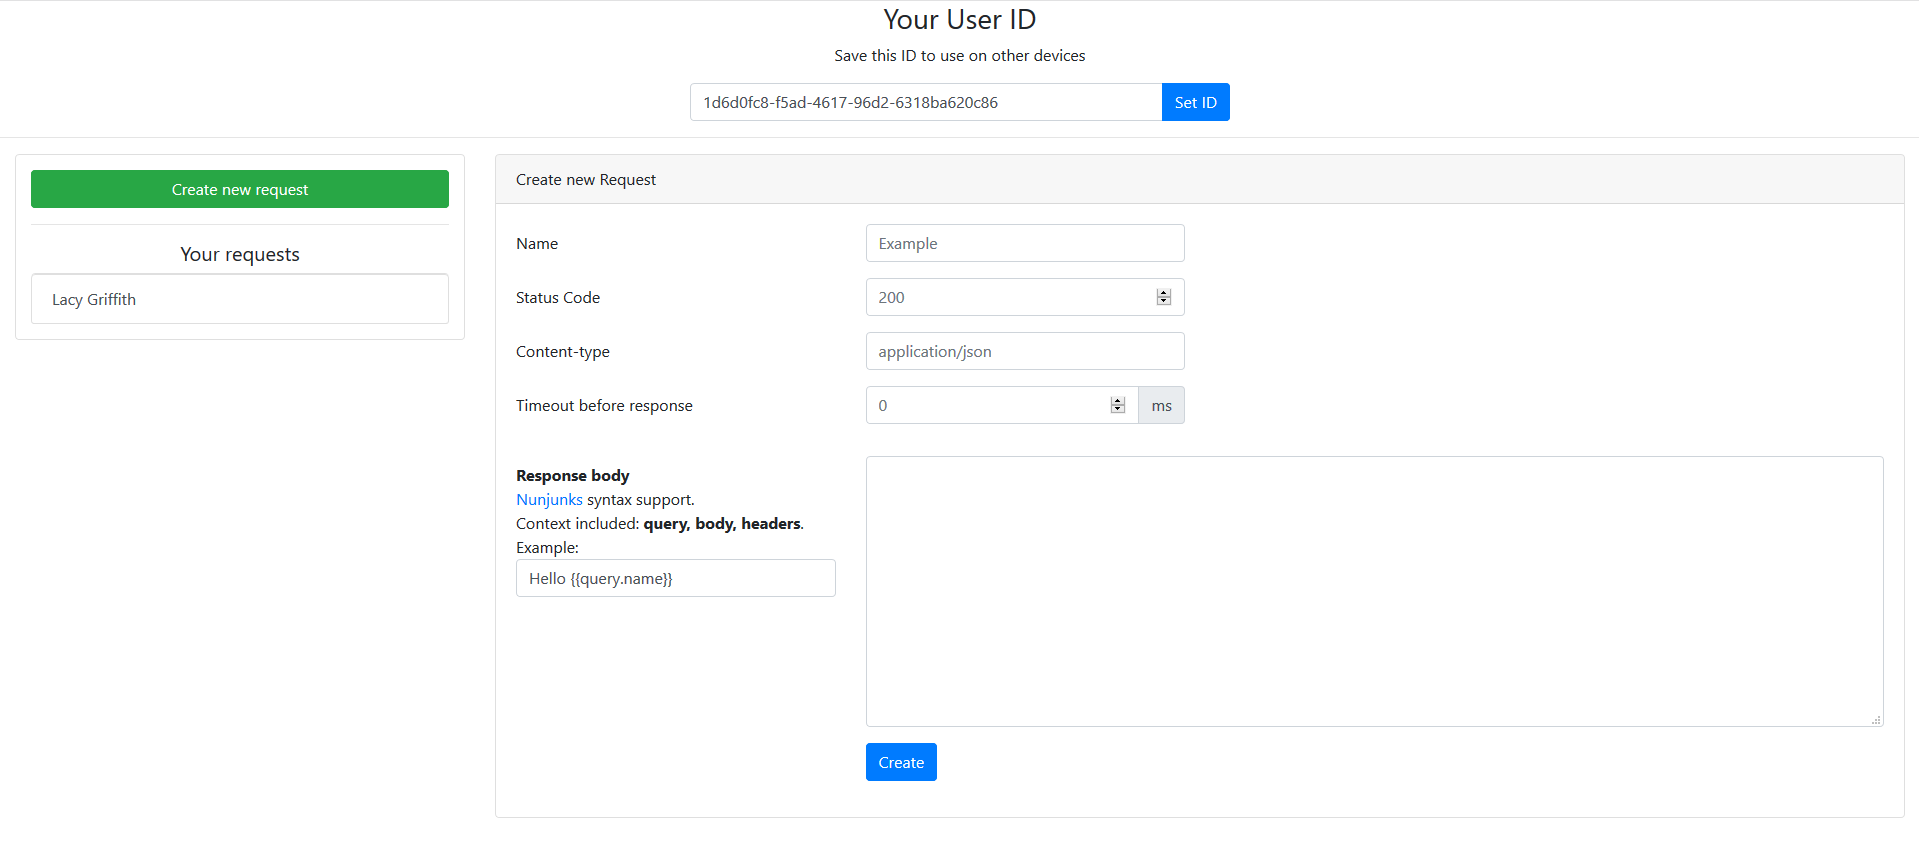 Your User ID
Save this ID to use on other devices
1d6d0fc8-f5ad-4617-96d2-6318ba620c86
Set ID
Create new request
Your requests
Lacy Griffith
Create new Request
Name
Example
Status Code
200
Content-type
application/json
Timeout before response
0
ms
Response body
Nunjunks syntax support.
Context included: query, body, headers.
Example:
Hello {{query.name}}
Create